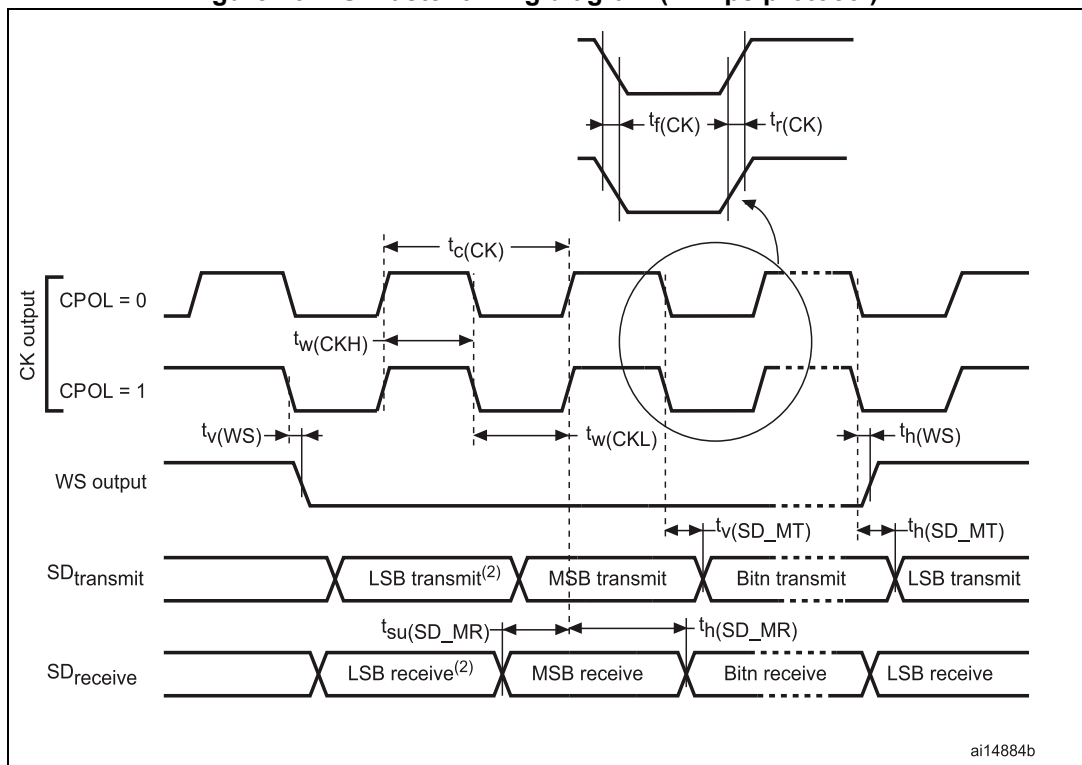 tf(CK)
tr(CK)
tc(CK)
CK output
CPOL = 0
tw(CKH)
CPOL = 1
tv(WS)
tw(CKL)
th(WS)
WS output
tv(SD_MT)
th(SD_MT)
SDtransmit
LSB transmit(2)
MSB transmit
Bitn transmit
LSB transmit
tsu(SD_MR)
th(SD_MR)
SDreceive
LSB receive(2)
MSB receive
Bitn receive
LSB receive
ai14884b